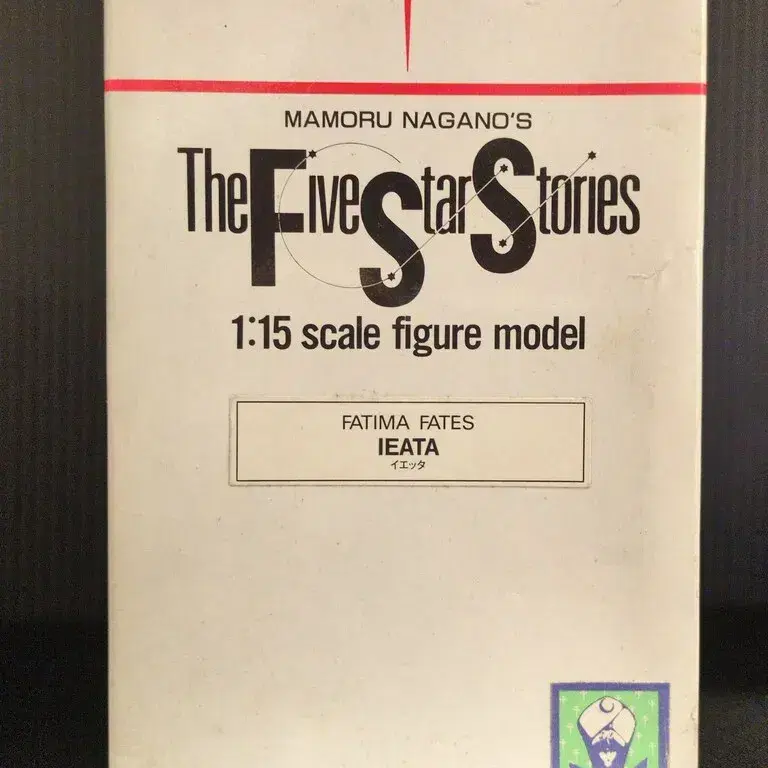 MAMORU NAGANO'S
The Five Star Stories
1:15 scale figure model
FATIMA FATES
IEATA
イエッタ